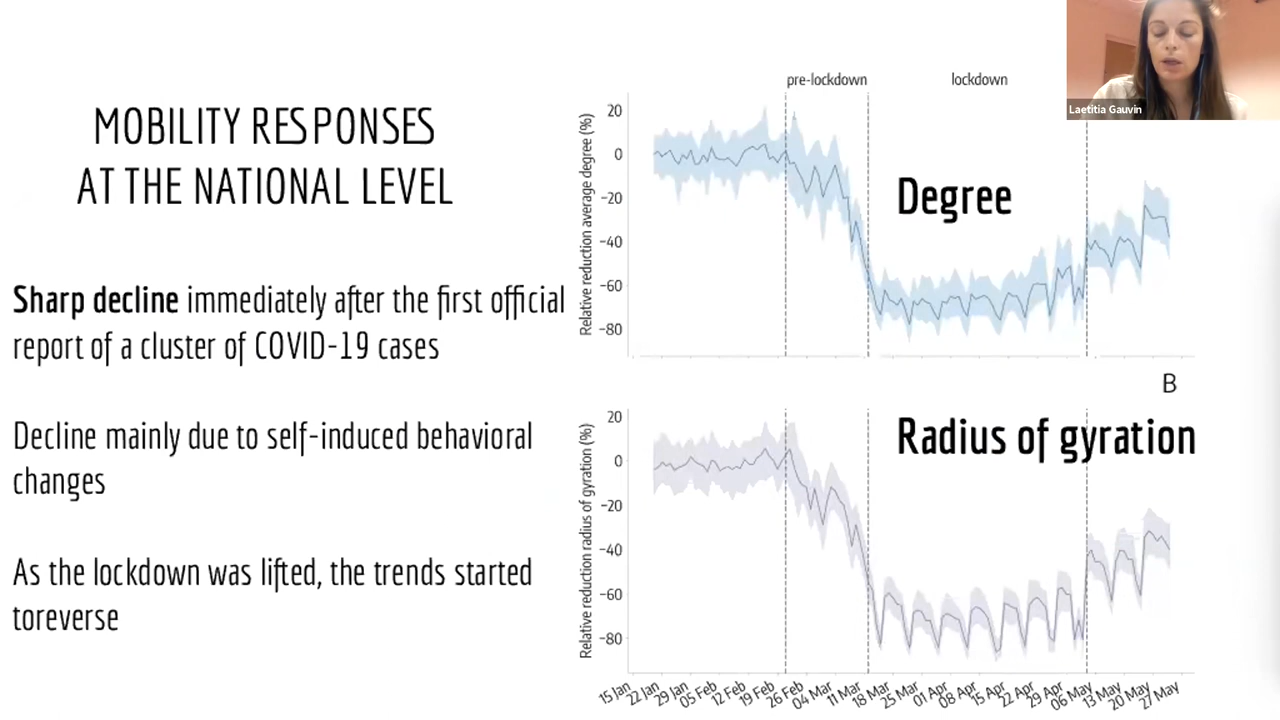 MOBILITY RESPONSES
AT THE NATIONAL LEVEL
Sharp decline immediately after the first official
report of a cluster of COVID-19 cases
Decline mainly due to self-induced behavioral
changes
As the lockdown was lifted, the trends started
toreverse
pre-lockdown
lockdown
Laetitia Gauvin
Relative reduction average degree (%)
20
0
−20
−40
−60
−80
Degree
B
Relative reduction radius of gyration (%)
20
0
−20
−40
−60
−80
Radius of gyration
15 Jan
22 Jan
29 Jan
05 Feb
12 Feb
19 Feb
26 Feb
04 Mar
11 Mar
18 Mar
25 Mar
01 Apr
08 Apr
15 Apr
22 Apr
29 Apr
06 May
13 May
20 May
27 May